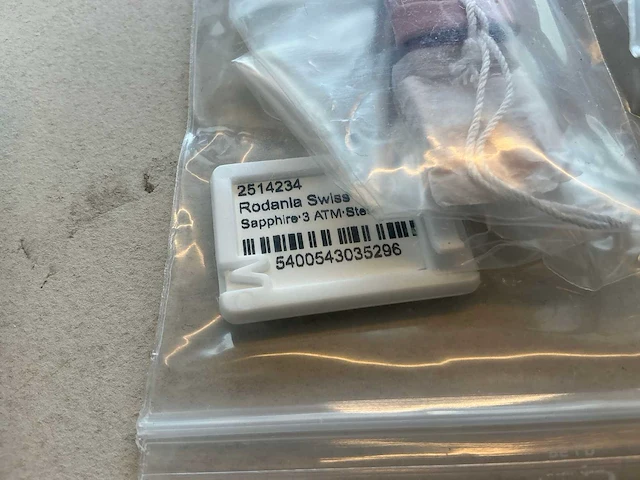 2514234
Rodania Swiss
Sapphire·3 ATM·Ste
5400543035296